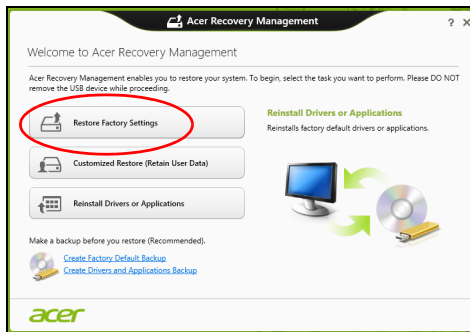 Acer Recovery Management
? X
Welcome to Acer Recovery Management
Acer Recovery Management enables you to restore your system. To begin, select the task you want to perform. Please DO NOT
remove the USB device while proceeding.
Restore Factory Settings
Customized Restore (Retain User Data)
Reinstall Drivers or Applications
Reinstall Drivers or Applications
Reinstalls factory default drivers or applications.
Make a backup before you restore (Recommended).
Create Factory Default Backup
Create Drivers and Applications Backup
acer